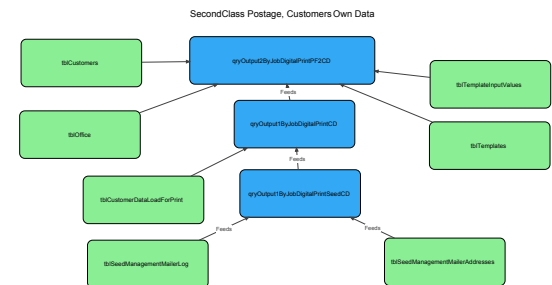 SecondClass Postage, Customers Own Data
tblCustomers
qryOutput2ByJobDigitalPrintPF2CD
tblTemplateInputValues
Feeds
tblOffice
qryOutput1ByJobDigitalPrintCD
tblTemplates
Feeds
tblCustomerDataLoadForPrint
qryOutput1ByJobDigitalPrintSeedCD
Feeds
Feeds
tblSeedManagementMailerLog
tblSeedManagementMailerAddresses